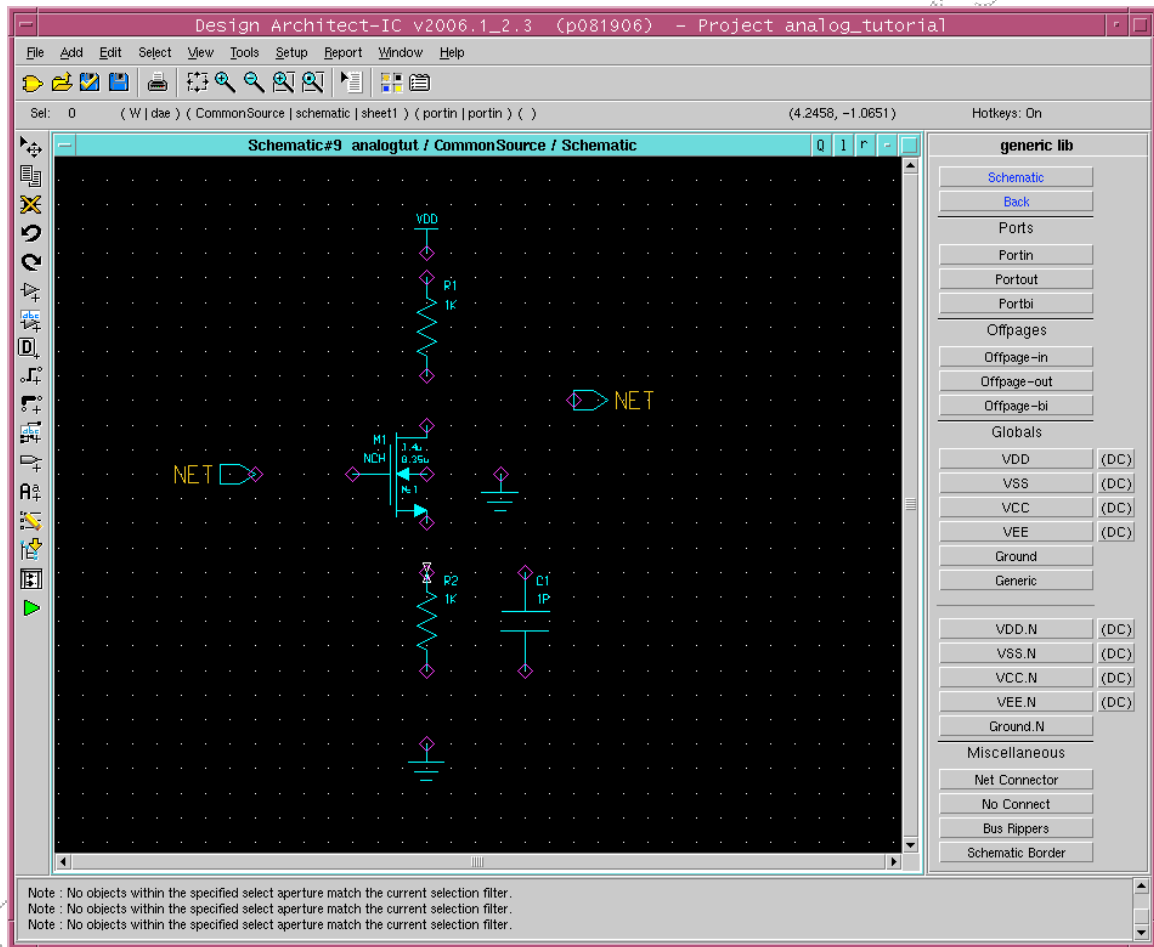 Design Architect-IC v2006.1_2.3 (p081906) - Project analog_tutorial
File Add Edit Select View Tools Setup Report Window Help
Sel: 0 ( W | dae ) ( CommonSource | schematic | sheet1 ) ( portin | portin ) ( ) (4.2458, -1.0651) Hotkeys: On
Schematic#9 analogtut / CommonSource / Schematic
Q l r
VDD
R1
1K
NET
M1
1.4u
NCH
0.35u
M:1
NET
R2
C1
1K
1P
generic lib
Schematic
Back
Ports
Portin
Portout
Portbi
Offpages
Offpage-in
Offpage-out
Offpage-bi
Globals
VDD (DC)
VSS (DC)
VCC (DC)
VEE (DC)
Ground
Generic
VDD.N (DC)
VSS.N (DC)
VCC.N (DC)
VEE.N (DC)
Ground.N
Miscellaneous
Net Connector
No Connect
Bus Rippers
Schematic Border
Note : No objects within the specified select aperture match the current selection filter.
Note : No objects within the specified select aperture match the current selection filter.
Note : No objects within the specified select aperture match the current selection filter.